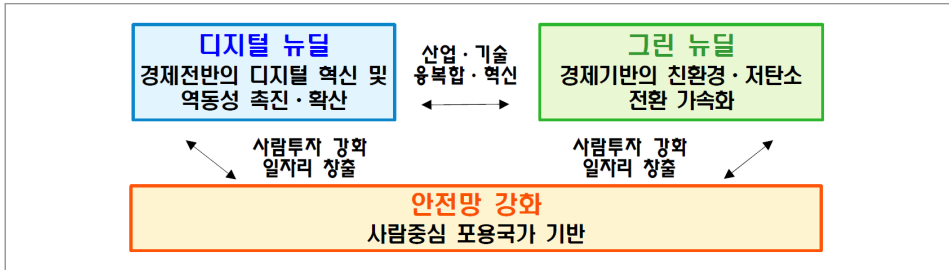 디지털 뉴딜
경제전반의 디지털 혁신 및
역동성 촉진·확산
산업·기술
융복합·혁신
그린 뉴딜
경제기반의 친환경·저탄소
전환 가속화
사람투자 강화
일자리 창출
사람투자 강화
일자리 창출
안전망 강화
사람중심 포용국가 기반